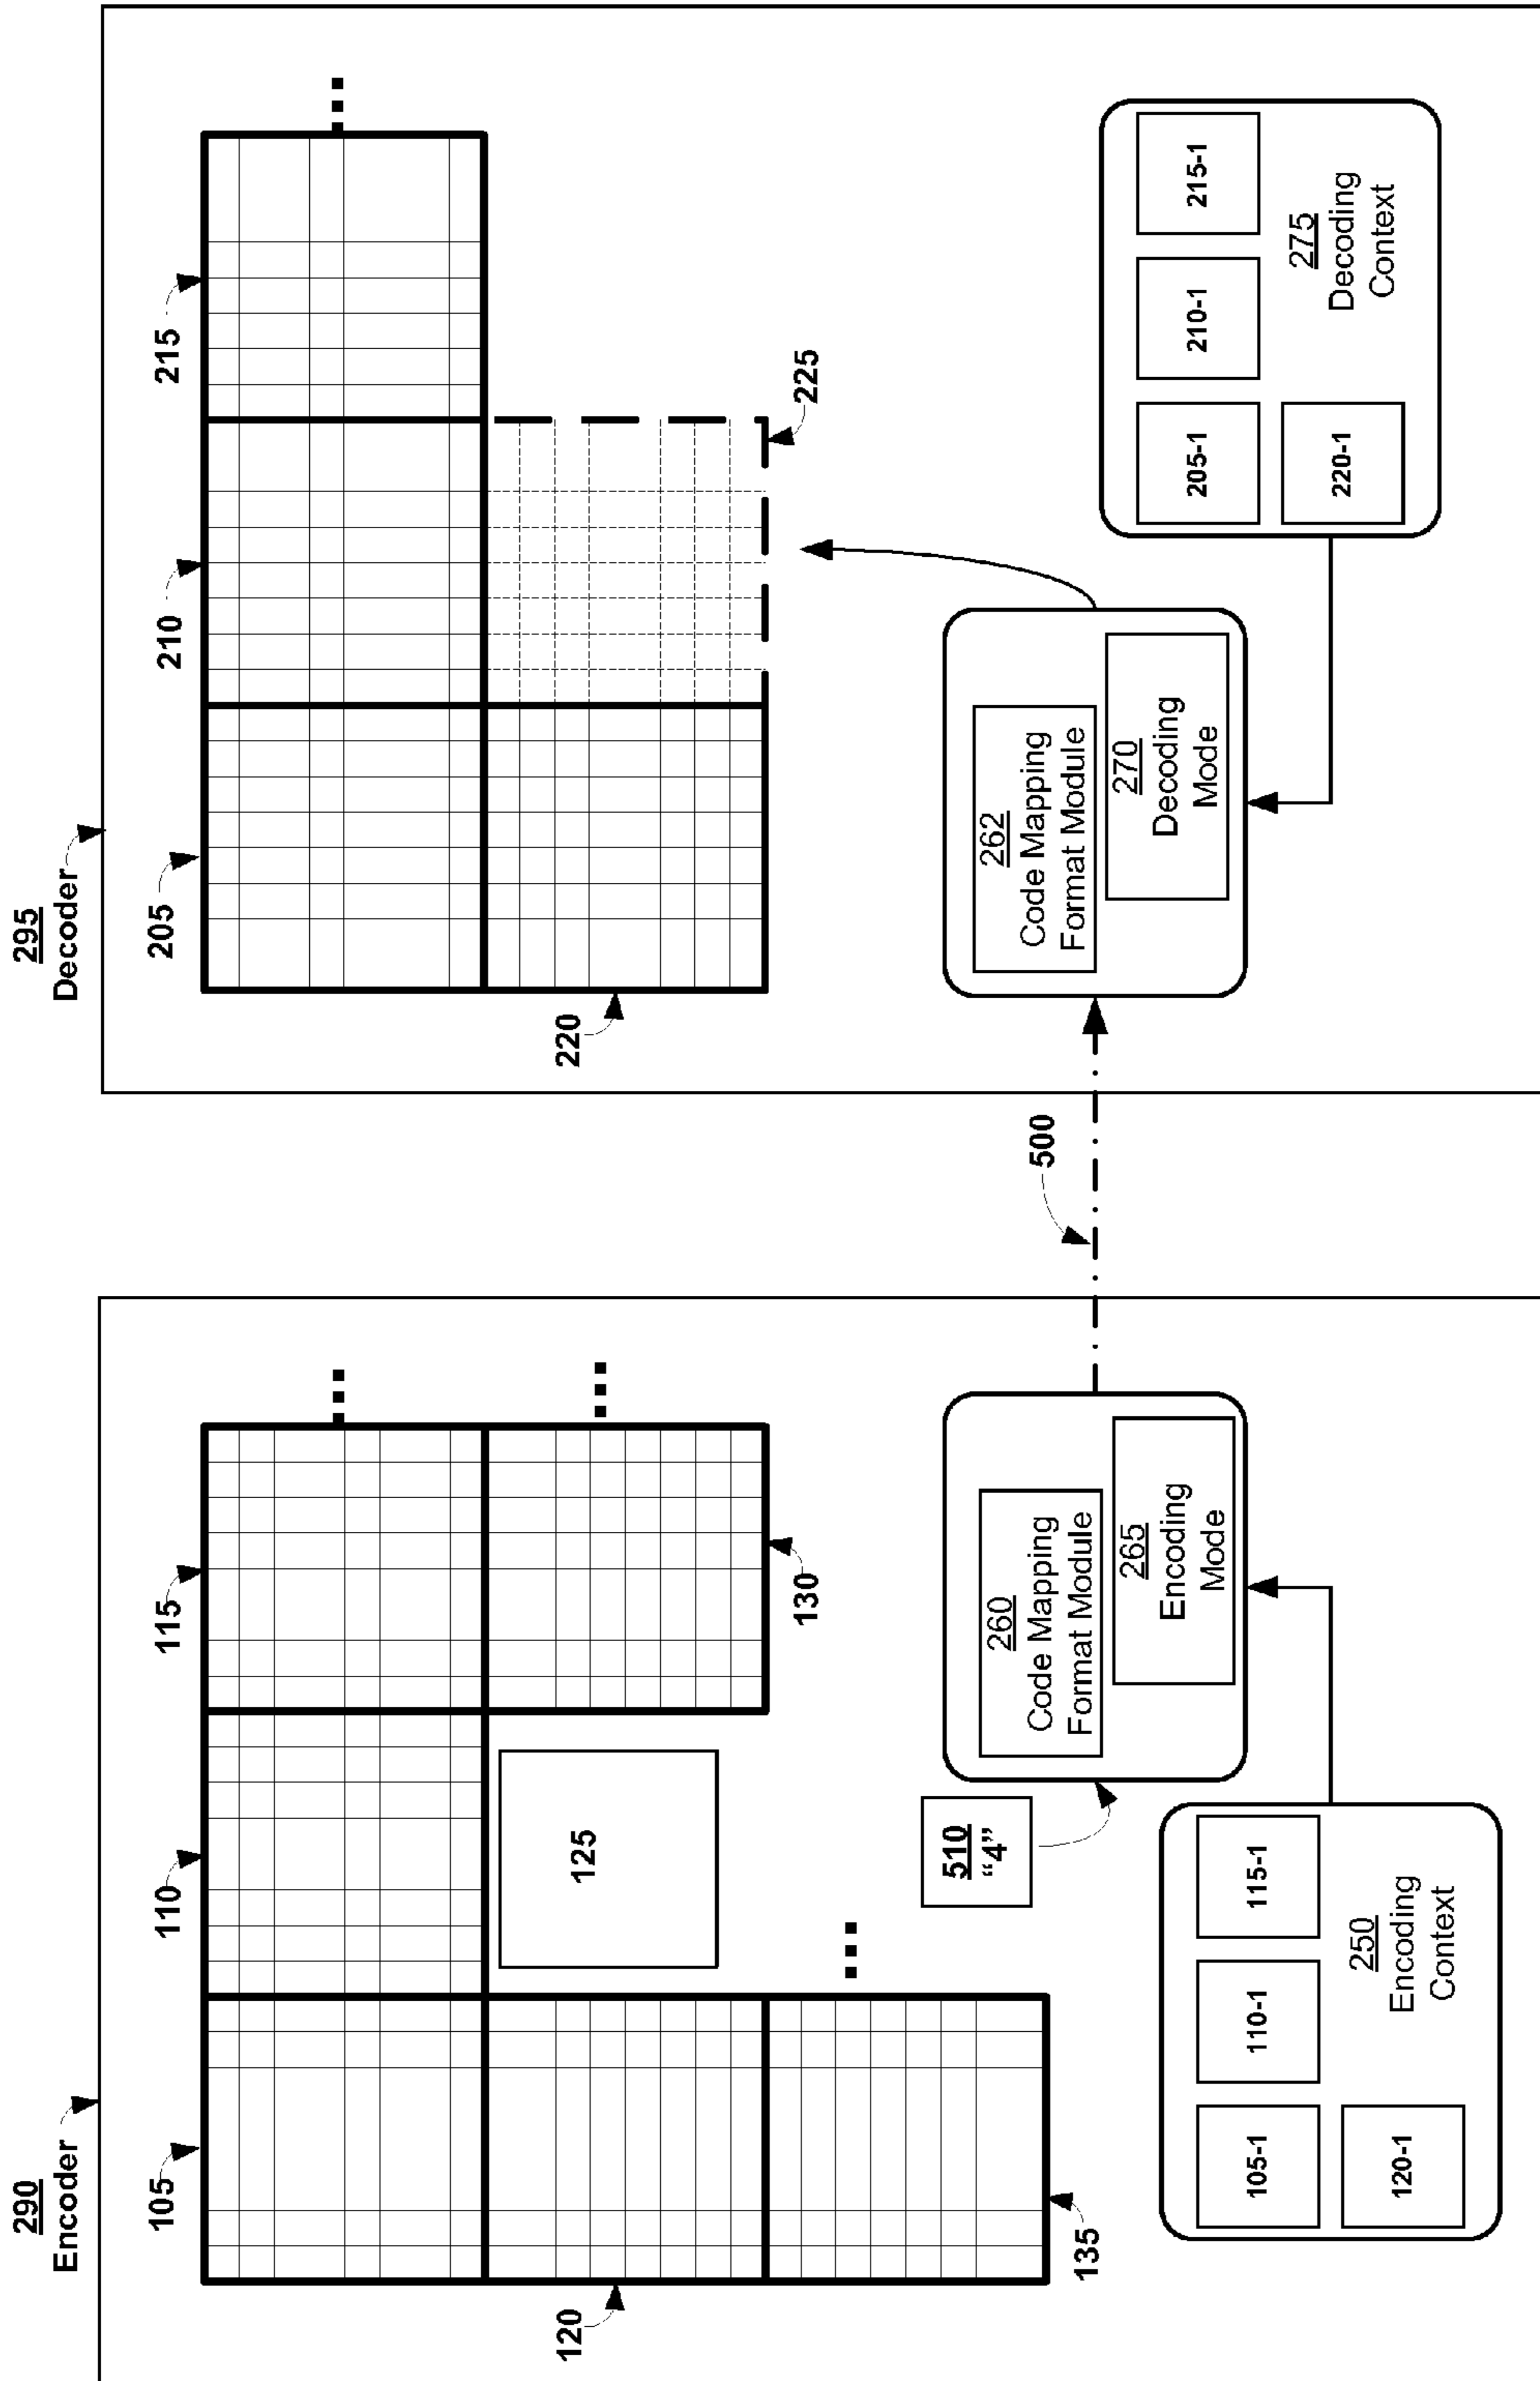 290
Encoder
105
110
115
120
125
130
135
510
"4"
260
Code Mapping
Format Module
265
Encoding
Mode
105-1
110-1
115-1
120-1
250
Encoding
Context
500
295
Decoder
205
210
215
220
225
262
Code Mapping
Format Module
270
Decoding
Mode
205-1
210-1
215-1
220-1
275
Decoding
Context